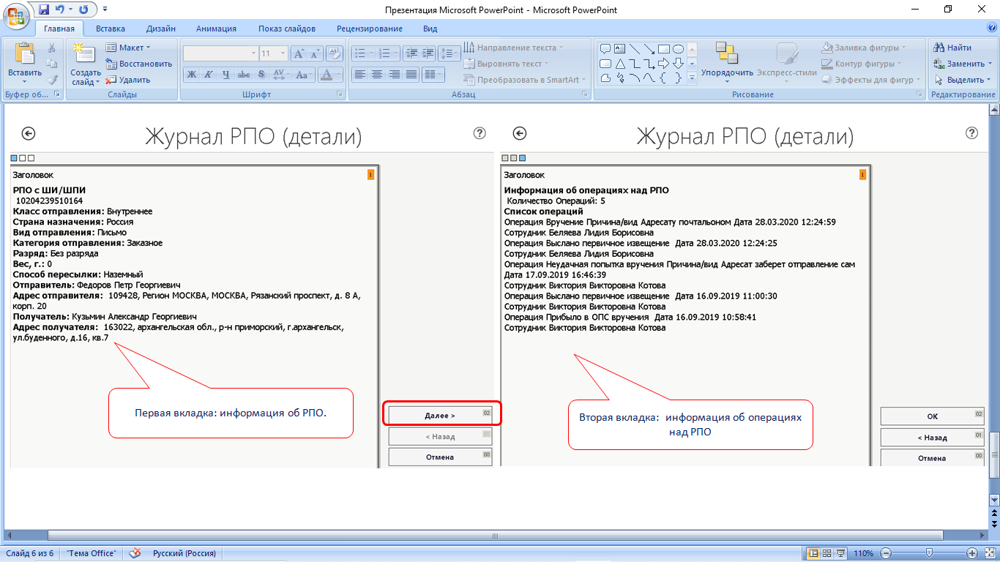 Презентация Microsoft PowerPoint - Microsoft PowerPoint
Главная
Вставка
Дизайн
Анимация
Показ слайдов
Рецензирование
Вид
Вставить
Буфер об...
Создать слайд
Макет
Восстановить
Удалить
Слайды
11
Ж К Ч abc S AV Aa А
Шрифт
Направление текста
Выровнять текст
Преобразовать в SmartArt
Абзац
Упорядочить
Экспресс-стили
Заливка фигуры
Контур фигуры
Эффекты для фигур
Рисование
Найти
Заменить
Выделить
Редактирование
Журнал РПО (детали)
?
Заголовок
РПО с ШИ/ШПИ
10204239510164
Класс отправления: Внутреннее
Страна назначения: Россия
Вид отправления: Письмо
Категория отправления: Заказное
Разряд: Без разряда
Вес, г.: 0
Способ пересылки: Наземный
Отправитель: Федоров Петр Георгиевич
Адрес отправителя: 109428, Регион МОСКВА, МОСКВА, Рязанский проспект, д. 8 А,
корп. 20
Получатель: Кузьмин Александр Георгиевич
Адрес получателя: 163022, архангельская обл., р-н приморский, г.архангельск,
ул.буденного, д.16, кв.7
Первая вкладка: информация об РПО.
Далее > 02
< Назад 01
Отмена 00
Журнал РПО (детали)
?
Заголовок
Информация об операциях над РПО
Количество Операций: 5
Список операций
Операция Вручение Причина/вид Адресату почтальоном Дата 28.03.2020 12:24:59
Сотрудник Беляева Лидия Борисовна
Операция Выслано первичное извещение Дата 28.03.2020 12:24:25
Сотрудник Беляева Лидия Борисовна
Операция Неудачная попытка вручения Причина/вид Адресат заберет отправление сам
Дата 17.09.2019 16:46:39
Сотрудник Виктория Викторовна Котова
Операция Выслано первичное извещение Дата 16.09.2019 11:00:30
Сотрудник Виктория Викторовна Котова
Операция Прибыло в ОПС вручения Дата 16.09.2019 10:58:41
Сотрудник Виктория Викторовна Котова
Вторая вкладка: информация об операциях
над РПО
ОК 02
< Назад 01
Отмена 00
Слайд 6 из 6
"Тема Office"
Русский (Россия)
110%